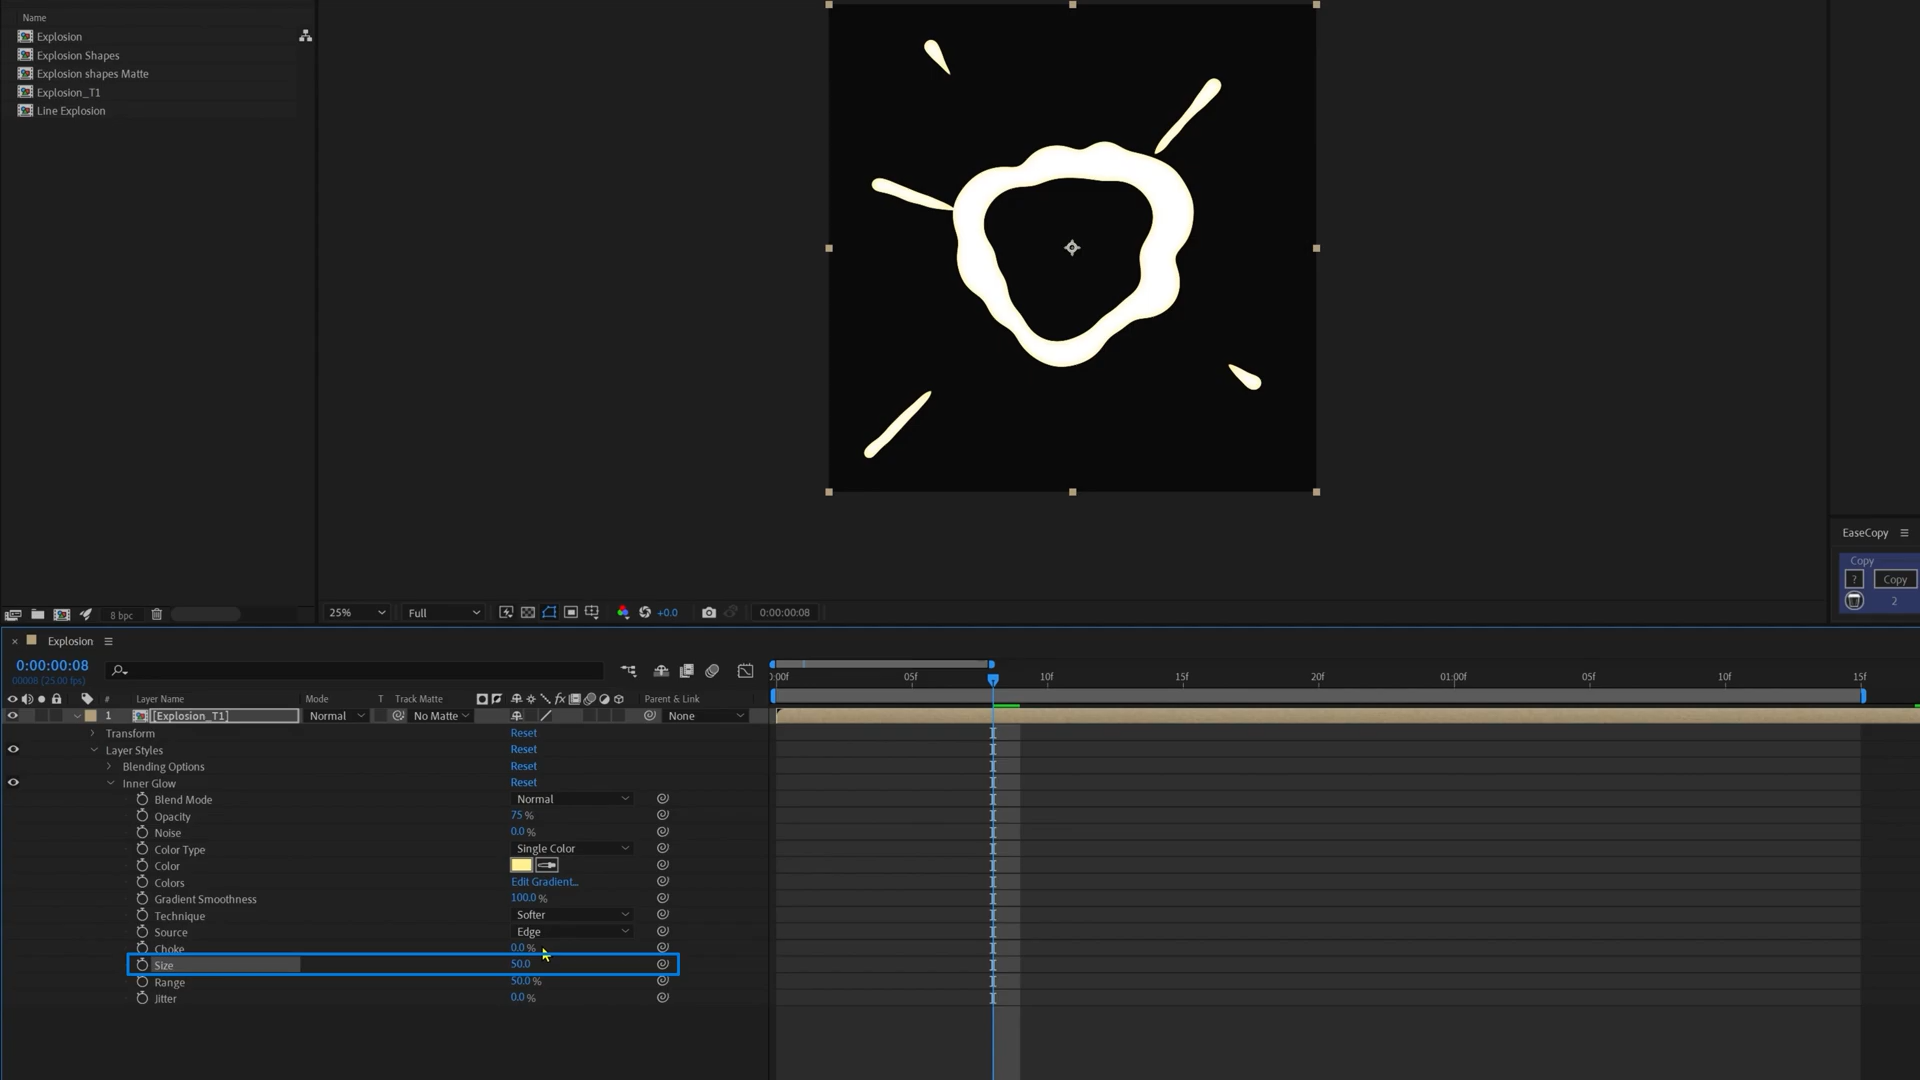 Name
Explosion
Explosion Shapes
Explosion shapes Matte
Explosion_T1
Line Explosion
EaseCopy
Copy
? Copy
2
8 bpc
25% Full +0.0 0:00:00:08
Explosion
0:00:00:08
00008 (25.00 fps)
# Layer Name Mode T Track Matte Parent & Link
:00f 05f 10f 15f 20f 01:00f 05f 10f 15f
1 [Explosion_T1] Normal No Matte None
Transform Reset
Layer Styles Reset
Blending Options Reset
Inner Glow Reset
Blend Mode Normal
Opacity 75 %
Noise 0.0 %
Color Type Single Color
Color
Colors Edit Gradient...
Gradient Smoothness 100.0 %
Technique Softer
Source Edge
Choke 0.0 %
Size 50.0
Range 50.0 %
Jitter 0.0 %